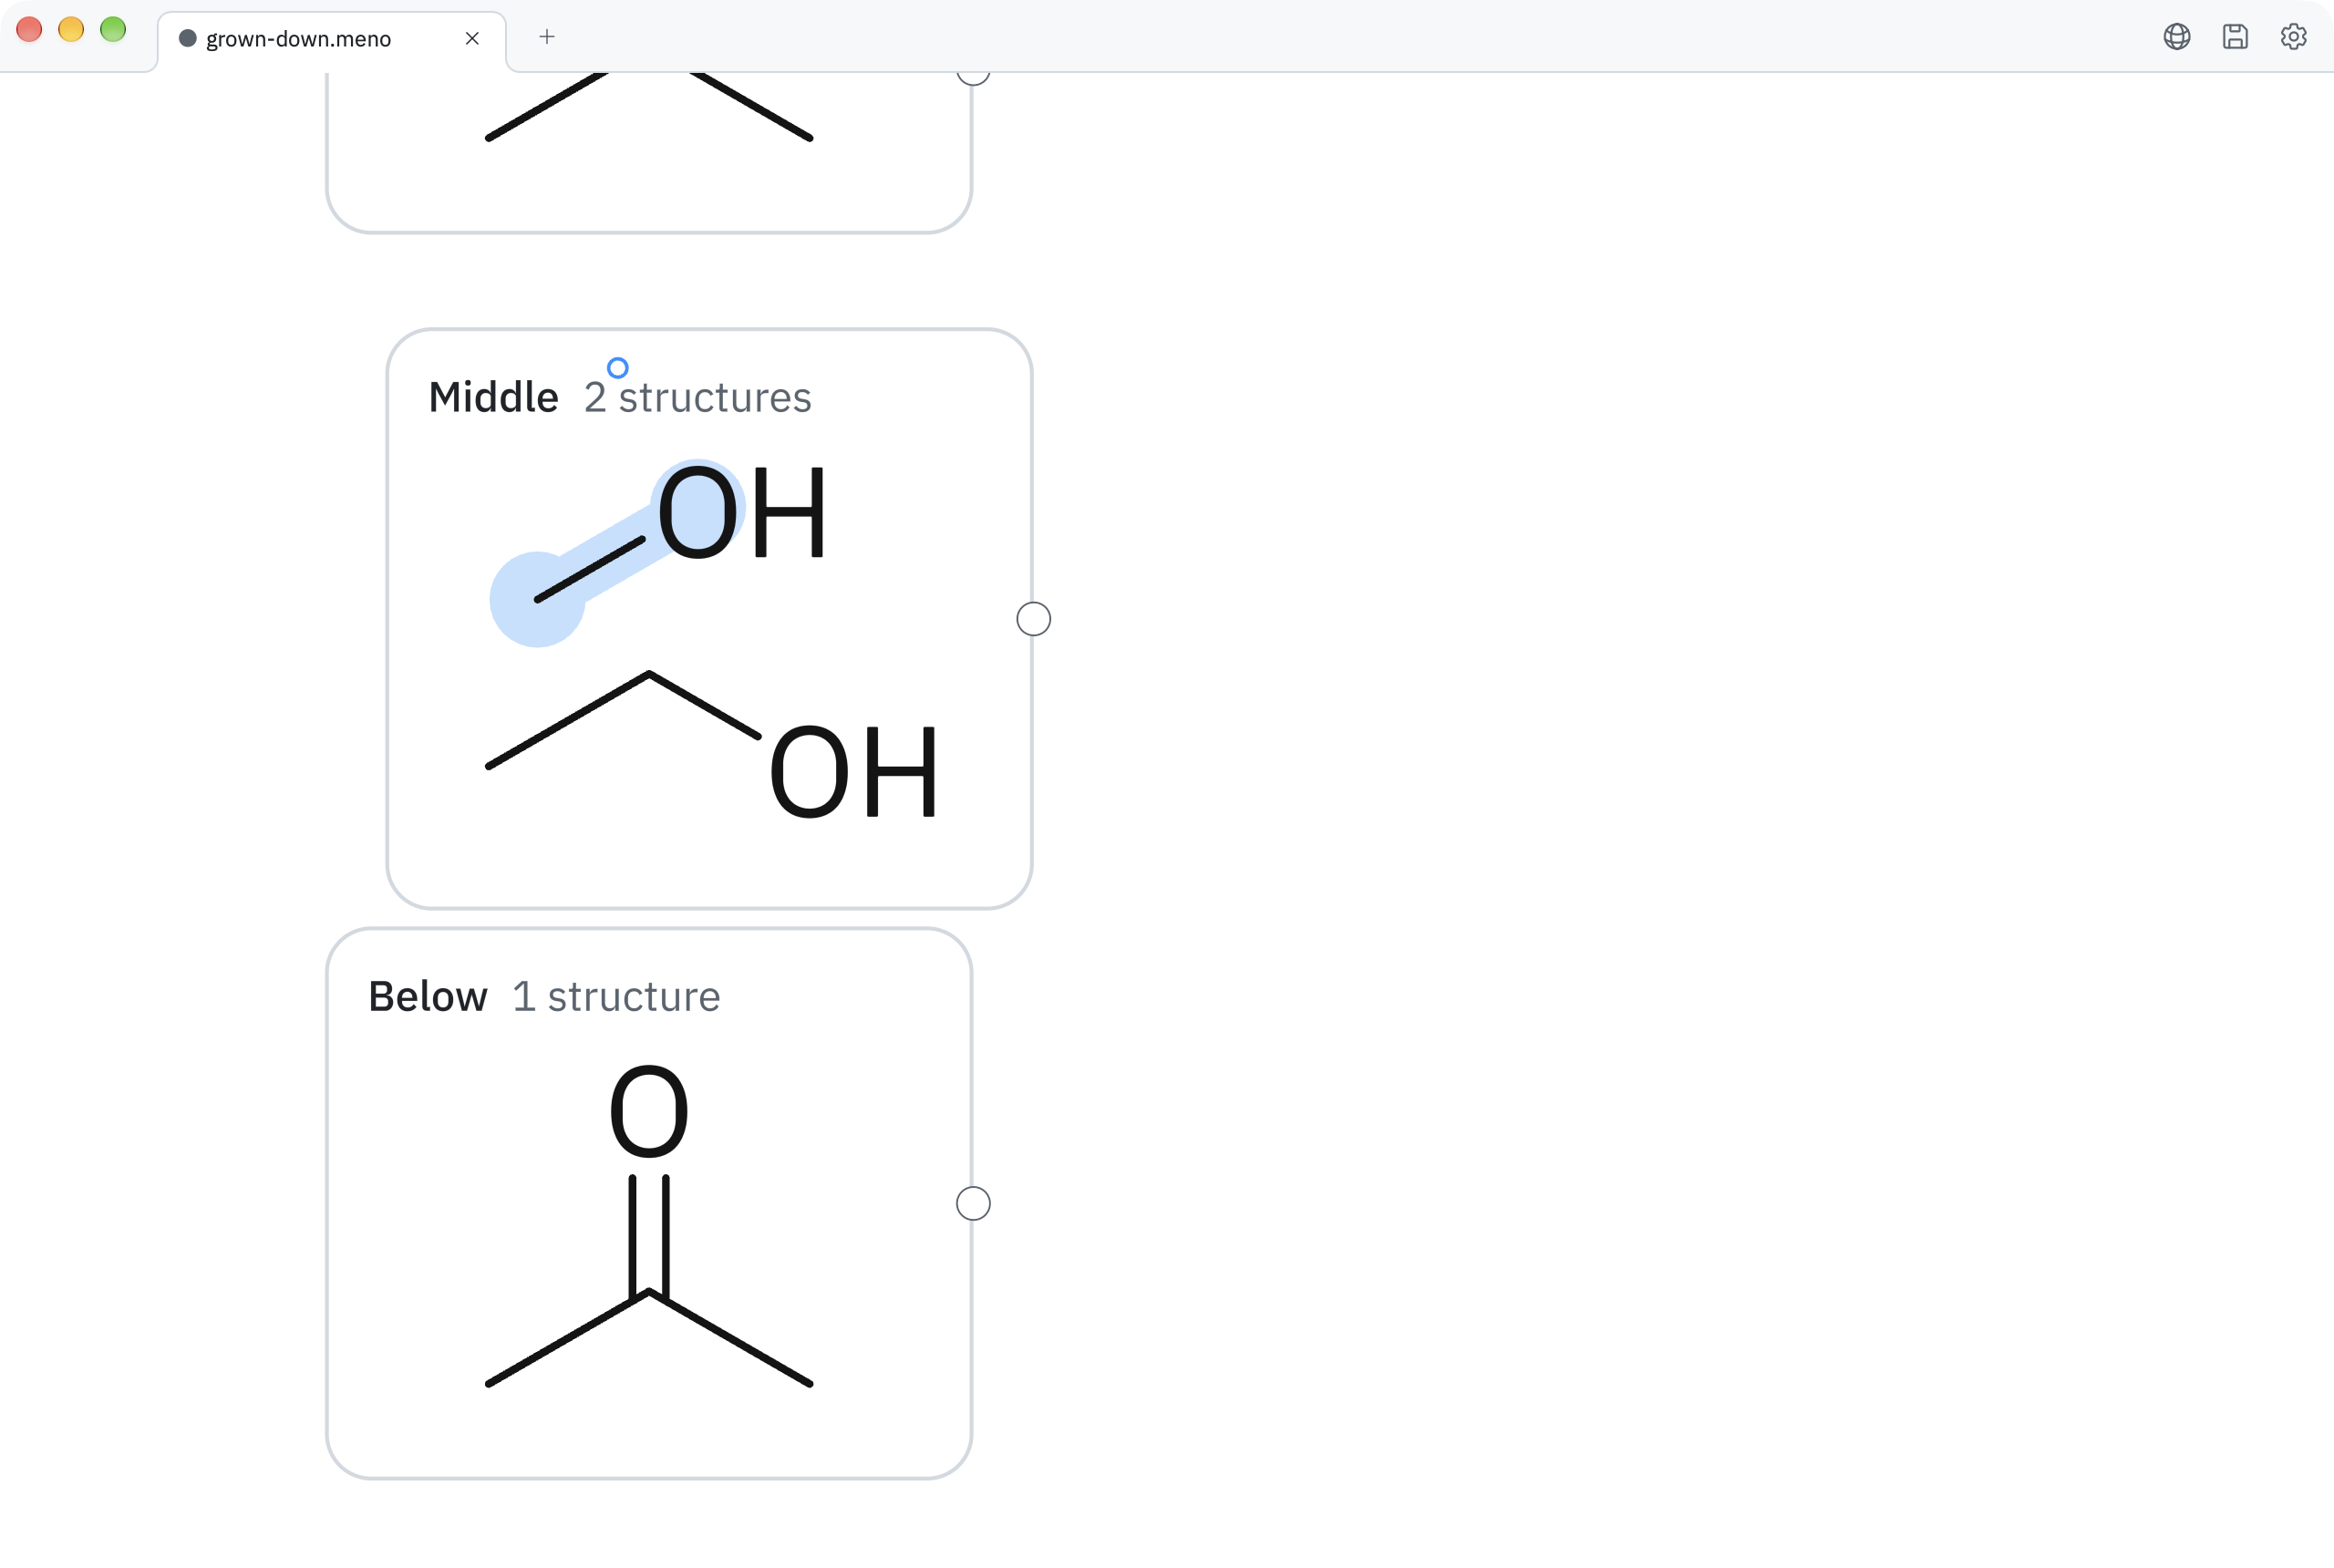 grown-down.meno
Middle 2 structures
OH
OH
Below 1 structure
O